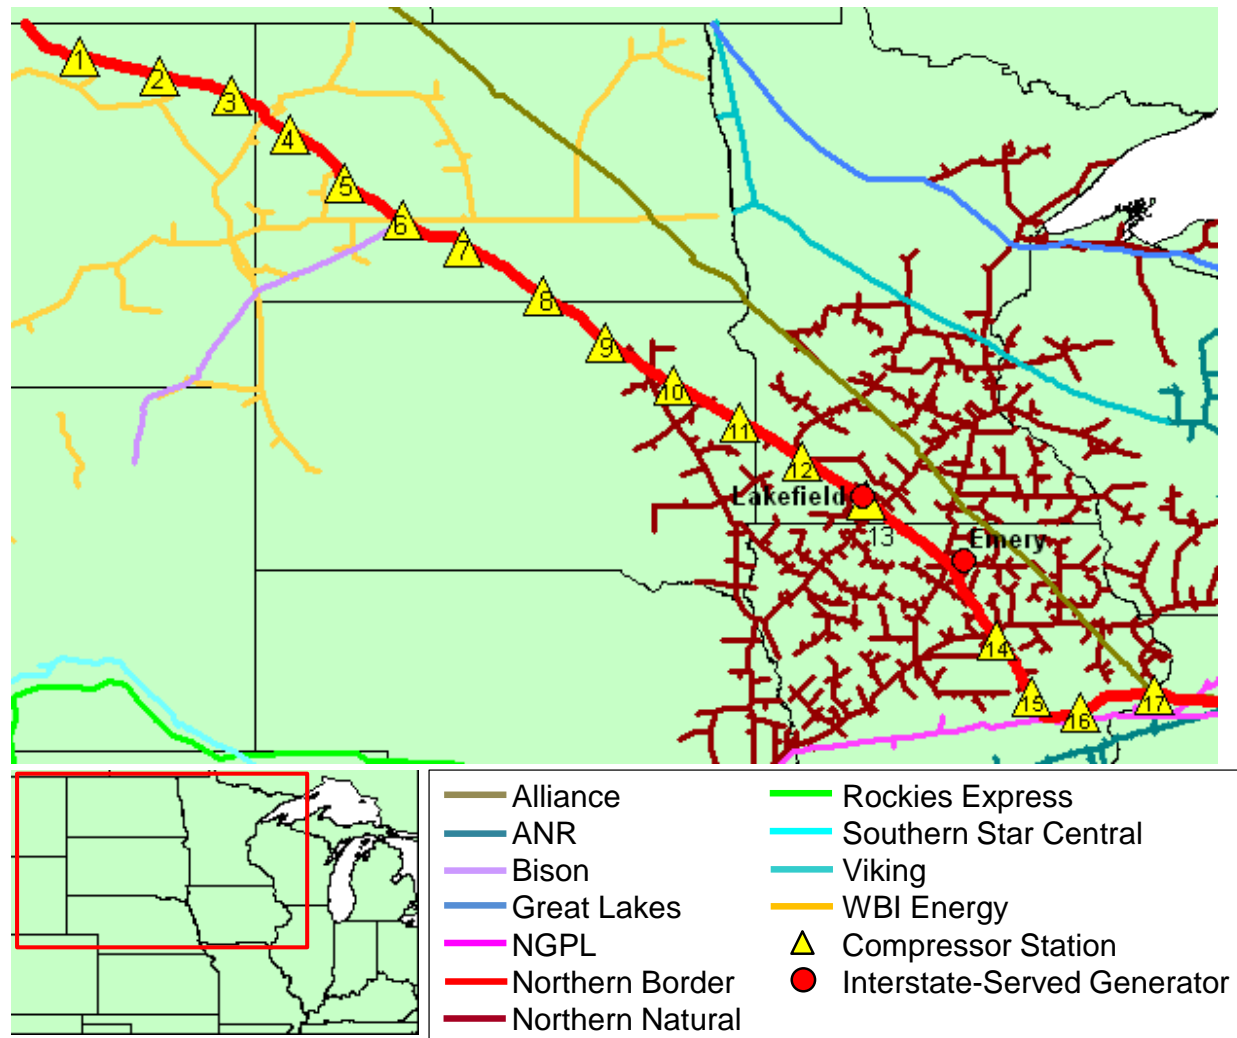 1
2
3
4
5
6
7
8
9
10
11
12
Lakefield
13
Emery
14
15
16
17
Alliance
ANR
Bison
Great Lakes
NGPL
Northern Border
Northern Natural
Rockies Express
Southern Star Central
Viking
WBI Energy
Compressor Station
Interstate-Served Generator